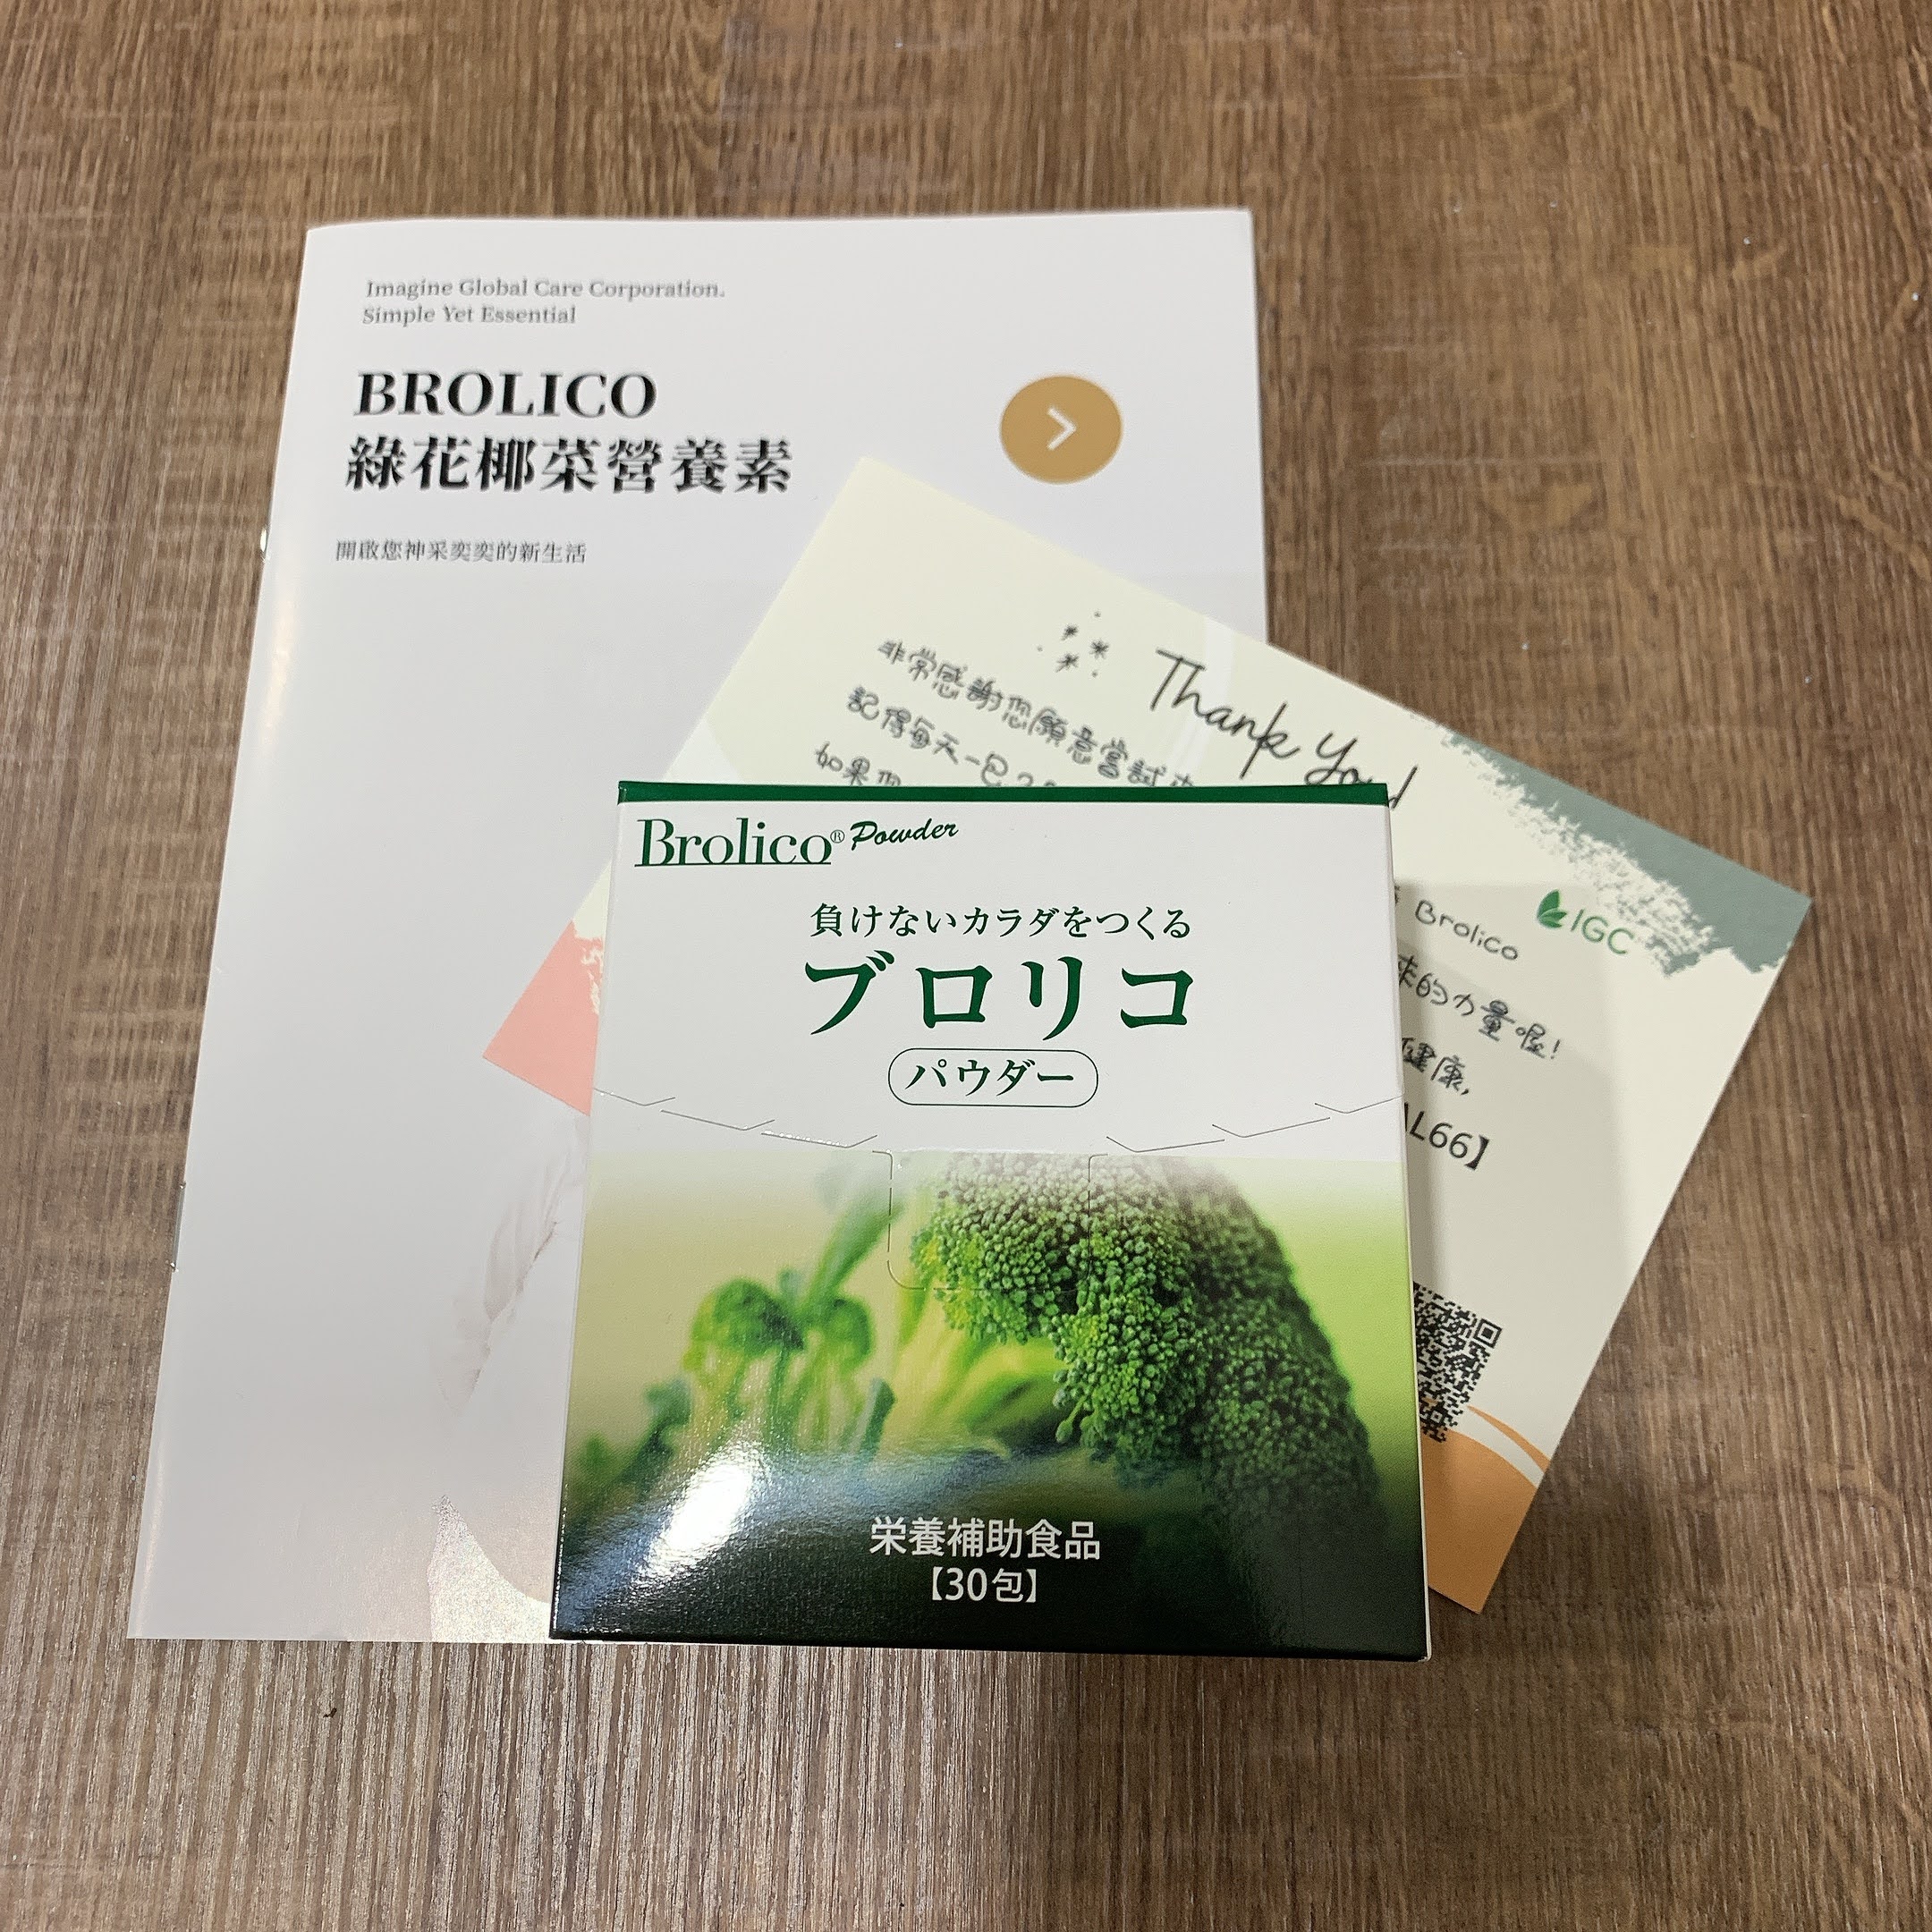 Imagine Global Care Corporation.
Simple Yet Essential
BROLICO
綠花椰菜營養素
開啟您神采奕奕的新生活
Thank You
非常感謝您願意嘗試
記得每天一包
如果您
Brolico
IGC
來的力量喔!
健康,
L66】
Brolico® Powder
負けないカラダをつくる
ブロリコ
パウダー
栄養補助食品
【30包】